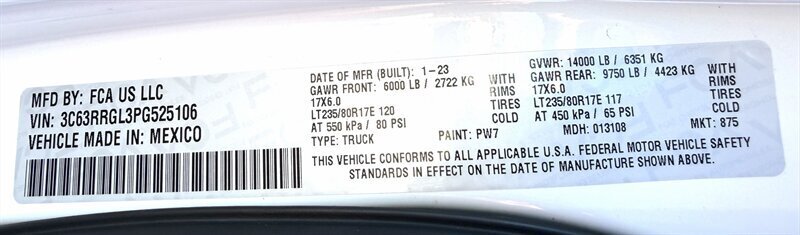 MFD BY: FCA US LLC
VIN: 3C63RRGL3PG525106
VEHICLE MADE IN: MEXICO
DATE OF MFR (BUILT): 1-23
GAWR FRONT: 6000 LB / 2722 KG WITH
17X6.0 RIMS
LT235/80R17E 120 TIRES
AT 550 kPa / 80 PSI COLD
TYPE: TRUCK PAINT: PW7
GVWR: 14000 LB / 6351 KG
GAWR REAR: 9750 LB / 4423 KG WITH
17X6.0 RIMS
LT235/80R17E 117 TIRES
AT 450 kPa / 65 PSI COLD
MDH: 013108 MKT: 875
THIS VEHICLE CONFORMS TO ALL APPLICABLE U.S.A. FEDERAL MOTOR VEHICLE SAFETY
STANDARDS IN EFFECT ON THE DATE OF MANUFACTURE SHOWN ABOVE.